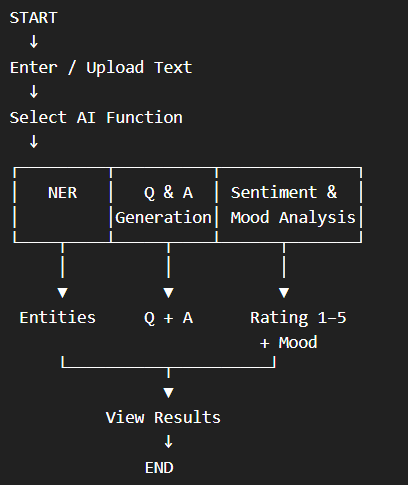 START
↓
Enter / Upload Text
↓
Select AI Function
↓
NER Q & A Sentiment &
Generation Mood Analysis
Entities Q + A Rating 1–5
+ Mood
View Results
↓
END